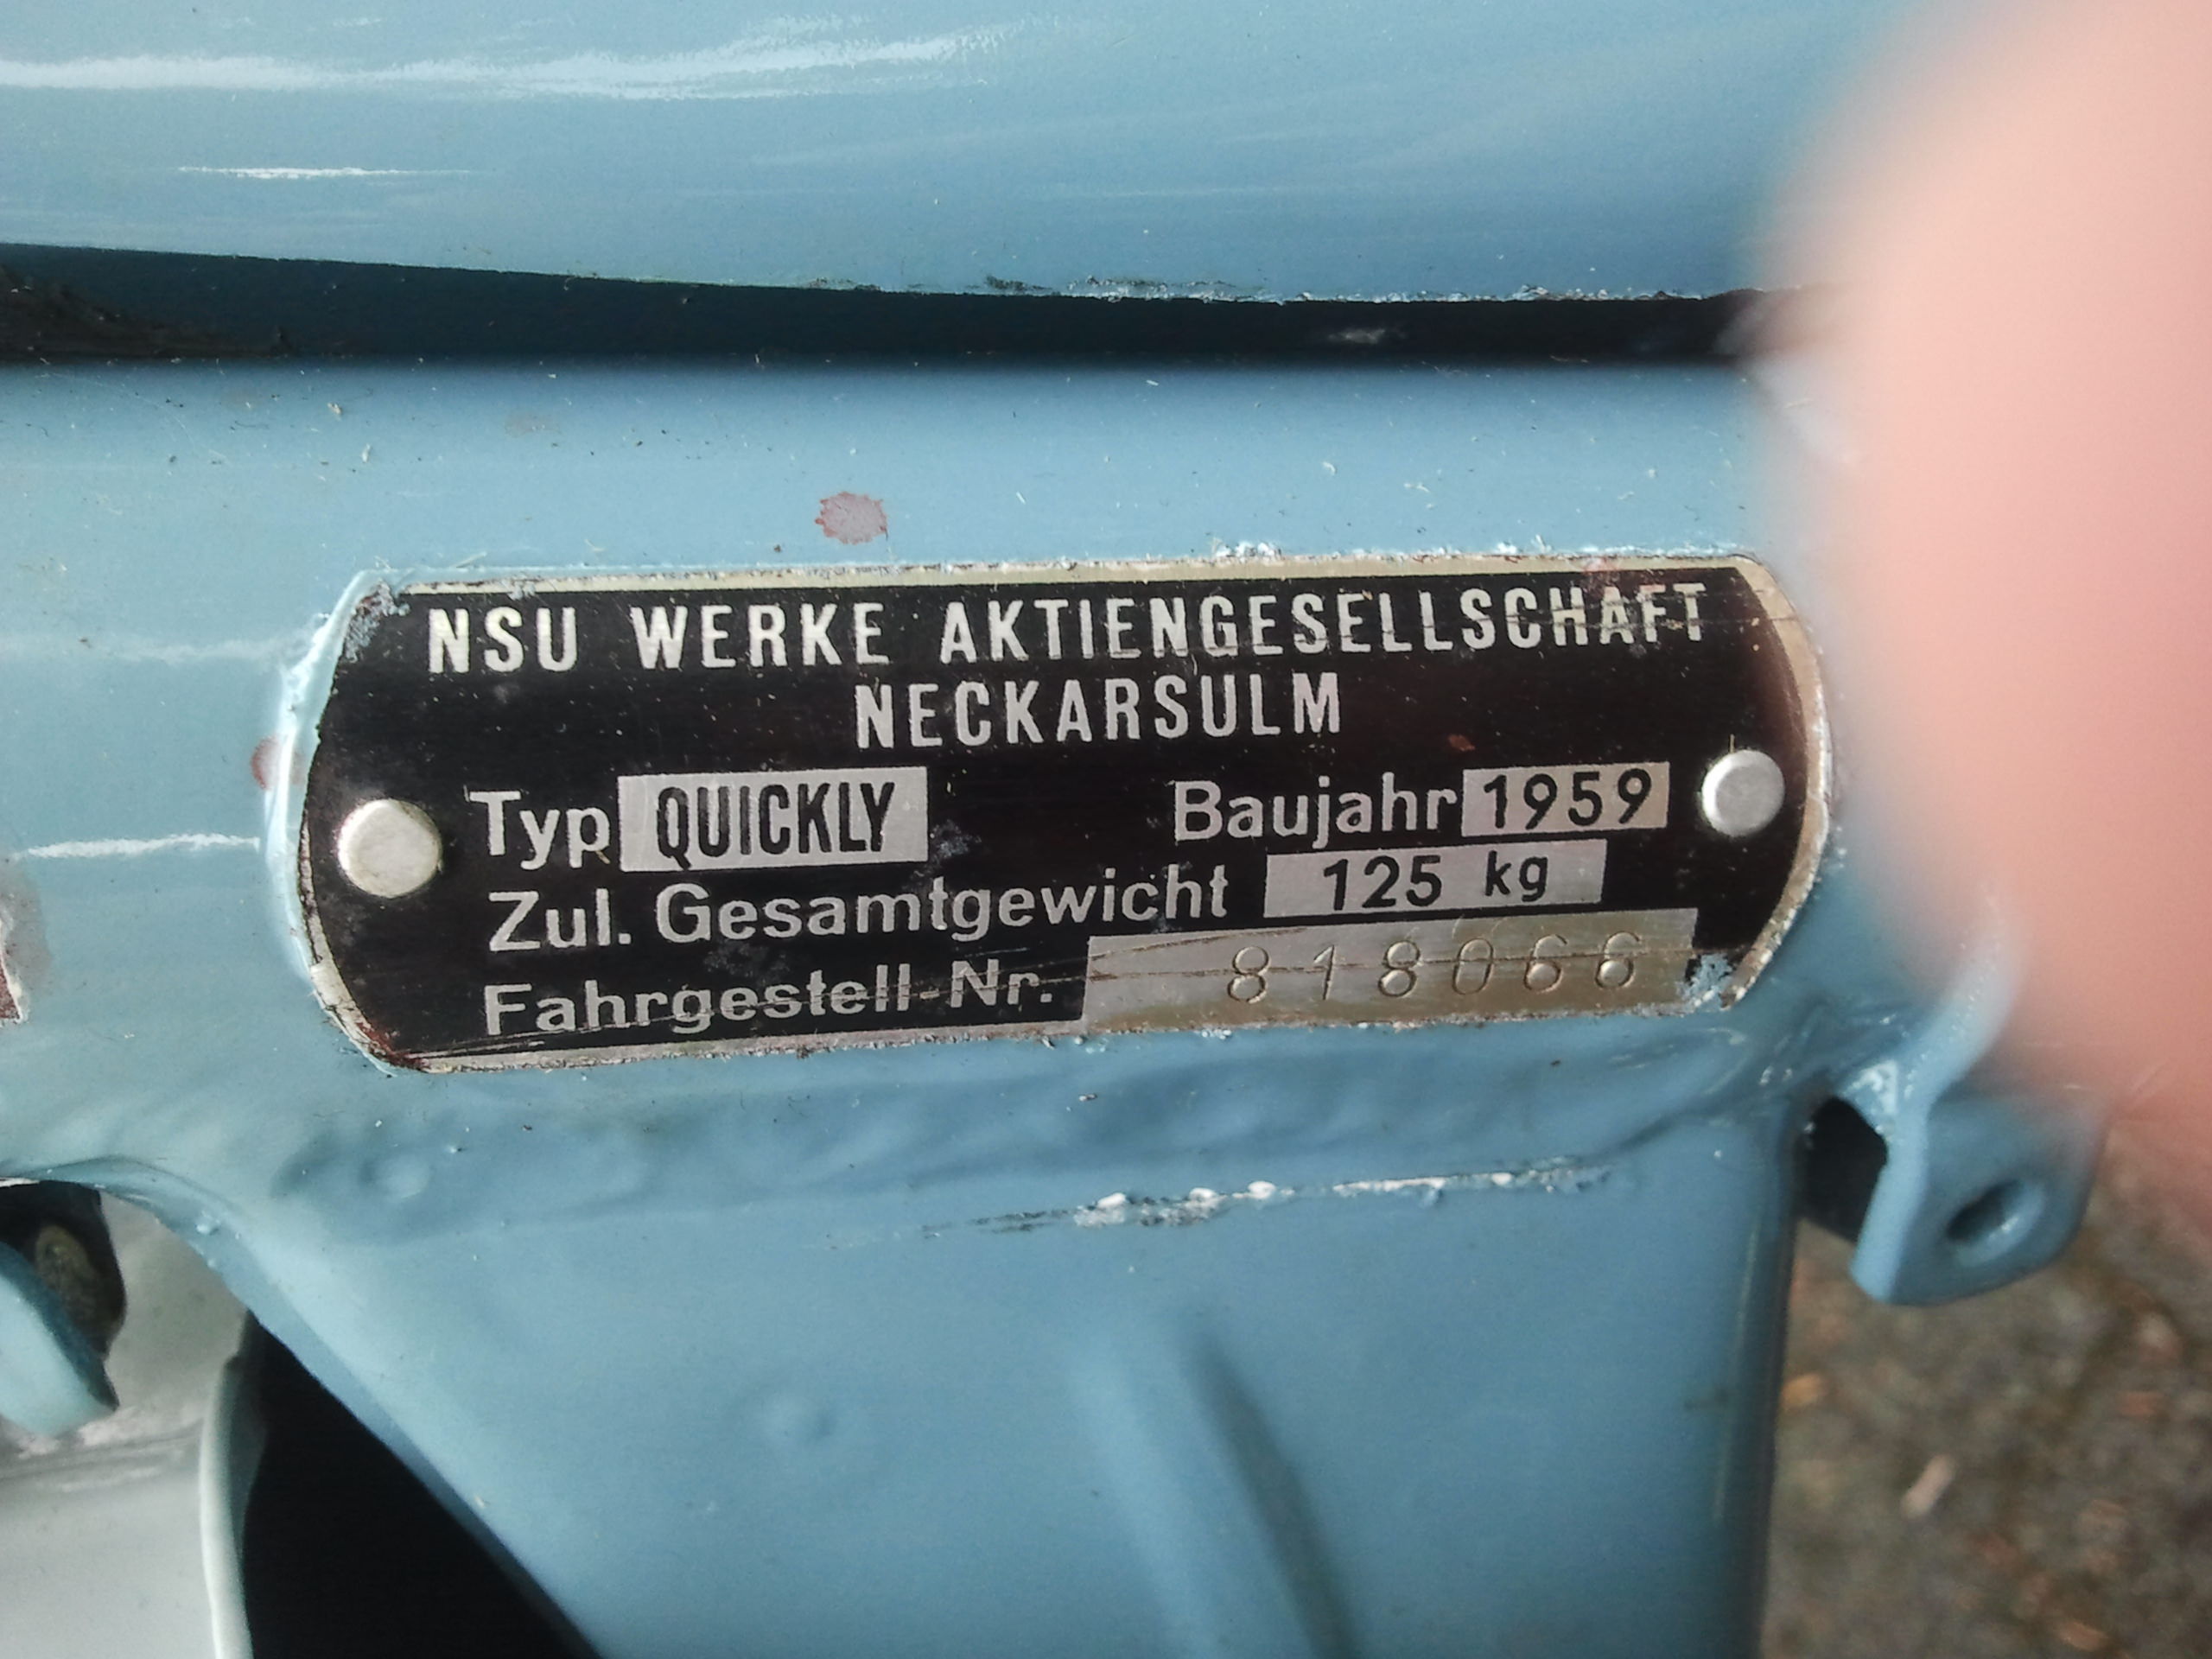 NSU WERKE AKTIENGESELLSCHAFT
NECKARSULM
Typ QUICKLY Baujahr 1959
Zul. Gesamtgewicht 125 kg
Fahrgestell-Nr. 818066